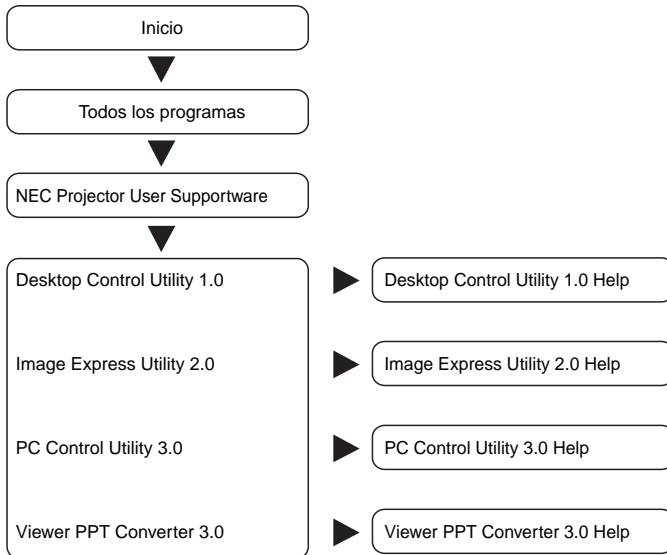 Inicio
Todos los programas
NEC Projector User Supportware
Desktop Control Utility 1.0
Desktop Control Utility 1.0 Help
Image Express Utility 2.0
Image Express Utility 2.0 Help
PC Control Utility 3.0
PC Control Utility 3.0 Help
Viewer PPT Converter 3.0
Viewer PPT Converter 3.0 Help